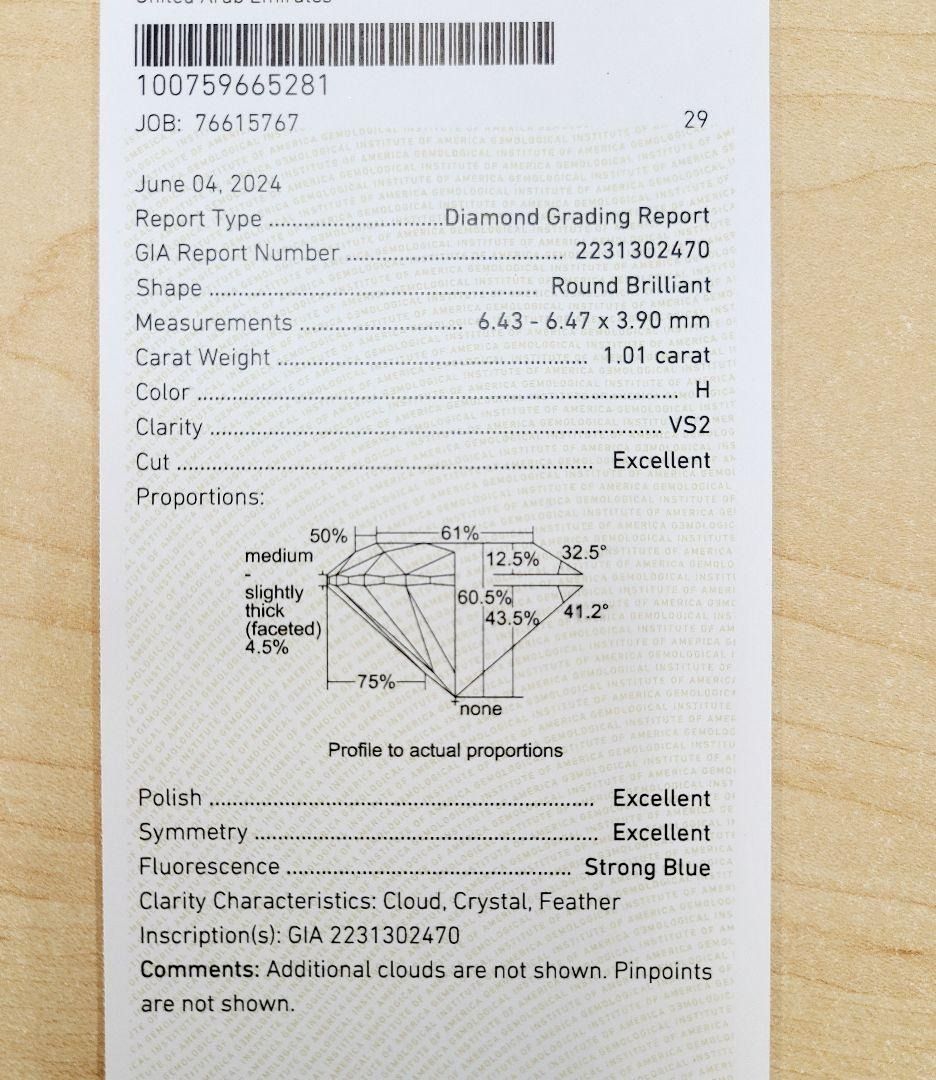 United Arab Emirates
100759665281
JOB: 76615767 29
June 04, 2024
Report Type ........................... Diamond Grading Report
GIA Report Number ................................. 2231302470
Shape .................................................. Round Brilliant
Measurements ......................... 6.43 - 6.47 x 3.90 mm
Carat Weight ............................................... 1.01 carat
Color ........................................................................ H
Clarity .................................................................... VS2
Cut ............................................................... Excellent
Proportions:
50% 61%
medium 12.5% 32.5°
-
slightly 60.5%
thick 43.5% 41.2°
(faceted)
4.5%
75%
none
Profile to actual proportions
Polish .......................................................... Excellent
Symmetry ................................................... Excellent
Fluorescence ........................................... Strong Blue
Clarity Characteristics: Cloud, Crystal, Feather
Inscription(s): GIA 2231302470
Comments: Additional clouds are not shown. Pinpoints
are not shown.